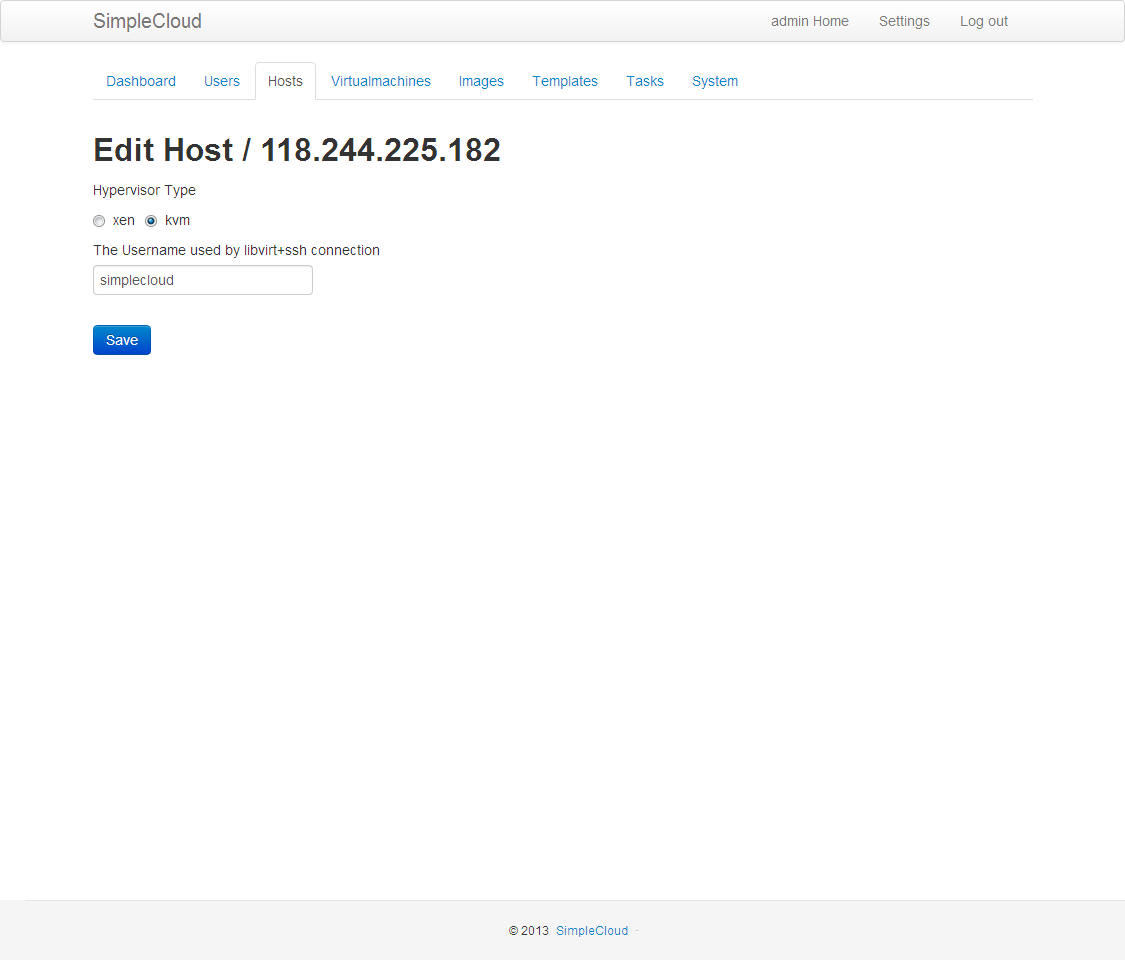 SimpleCloud admin Home Settings Log out
Dashboard Users Hosts Virtualmachines Images Templates Tasks System
Edit Host / 118.244.225.182
Hypervisor Type
xen kvm
The Username used by libvirt+ssh connection
simplecloud
Save
© 2013 SimpleCloud -